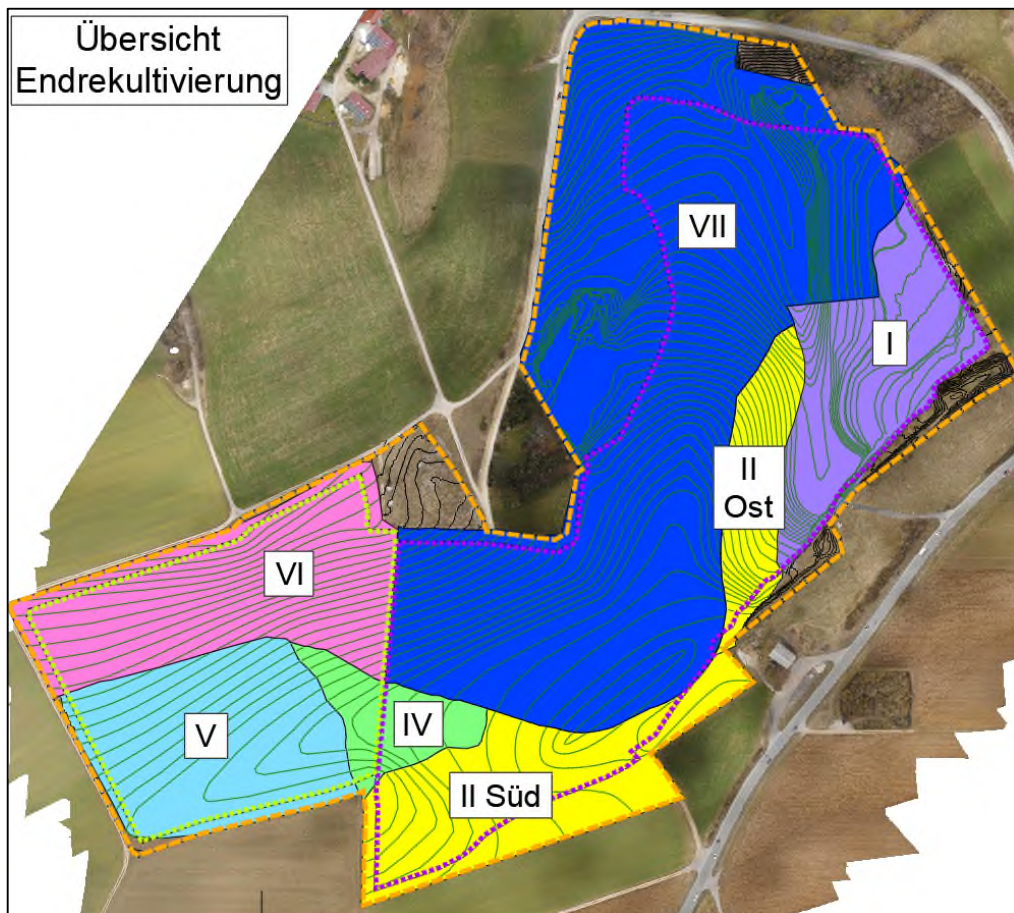 Übersicht
Endrekultivierung
VII
I
II
Ost
VI
V
IV
II Süd